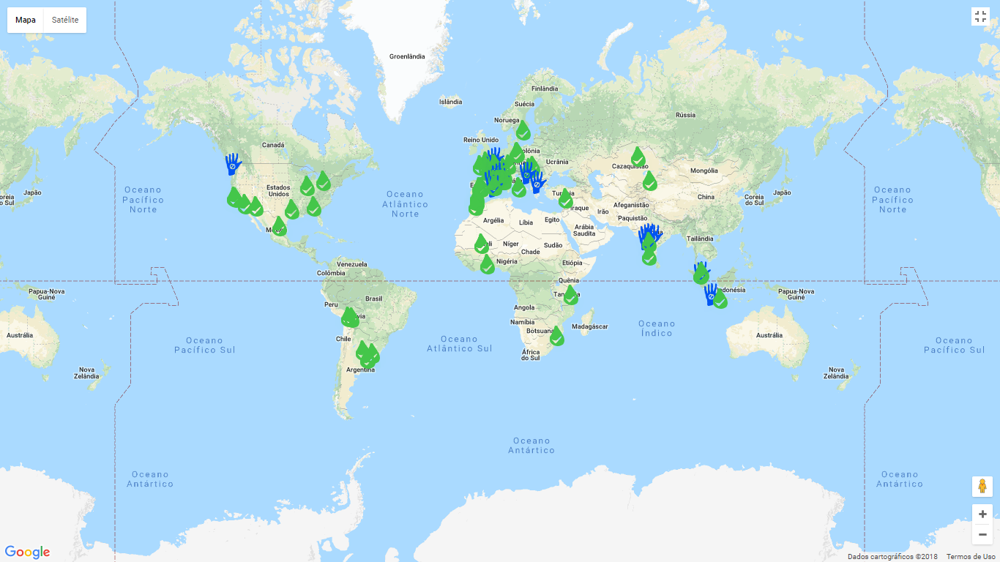 Mapa
Satélite
Groenlândia
Islândia
Finlândia
Suécia
Noruega
Rússia
Reino Unido
Canadá
Ucrânia
Cazaquistão
Mongólia
Japão
Coreia
do Sul
Oceano
Pacífico
Norte
Estados
Unidos
Oceano
Atlântico
Norte
China
Coreia
do Sul
Japão
Oceano
Pacífico
Norte
Afeganistão
Iraque
Irão
Paquistão
Argélia
Líbia
Egito
Arábia
Saudita
Níger
Sudão
Chade
Tailândia
Nigéria
Etiópia
Venezuela
Colômbia
Quênia
Papua-Nova
Guiné
Brasil
Peru
Angola
Papua-Nova
Guiné
Namíbia
Botsuana
Madagáscar
Oceano
Índico
Austrália
Chile
Oceano
Pacífico Sul
Oceano
Atlântico Sul
África
do Sul
Austrália
Oceano
Pacífico Sul
Nova
Zelândia
Argentina
Nova
Zelândia
Oceano
Antártico
Oceano
Antártico
Oceano
Antártico
Google
Dados cartográficos ©2018
Termos de Uso